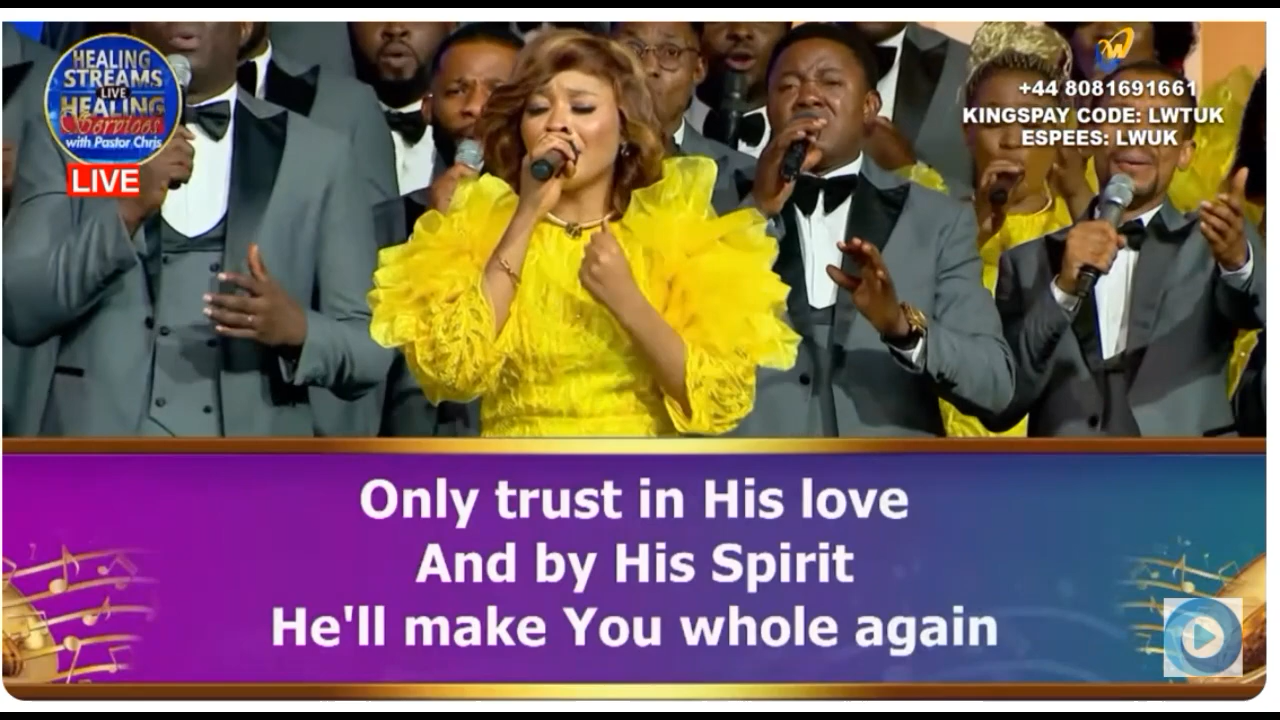 HEALING
STREAMS
LIVE
HEALING
Services
with Pastor Chris
LIVE
+44 8081691661
KINGSPAY CODE: LWTUK
ESPEES: LWUK
Only trust in His love
And by His Spirit
He'll make You whole again